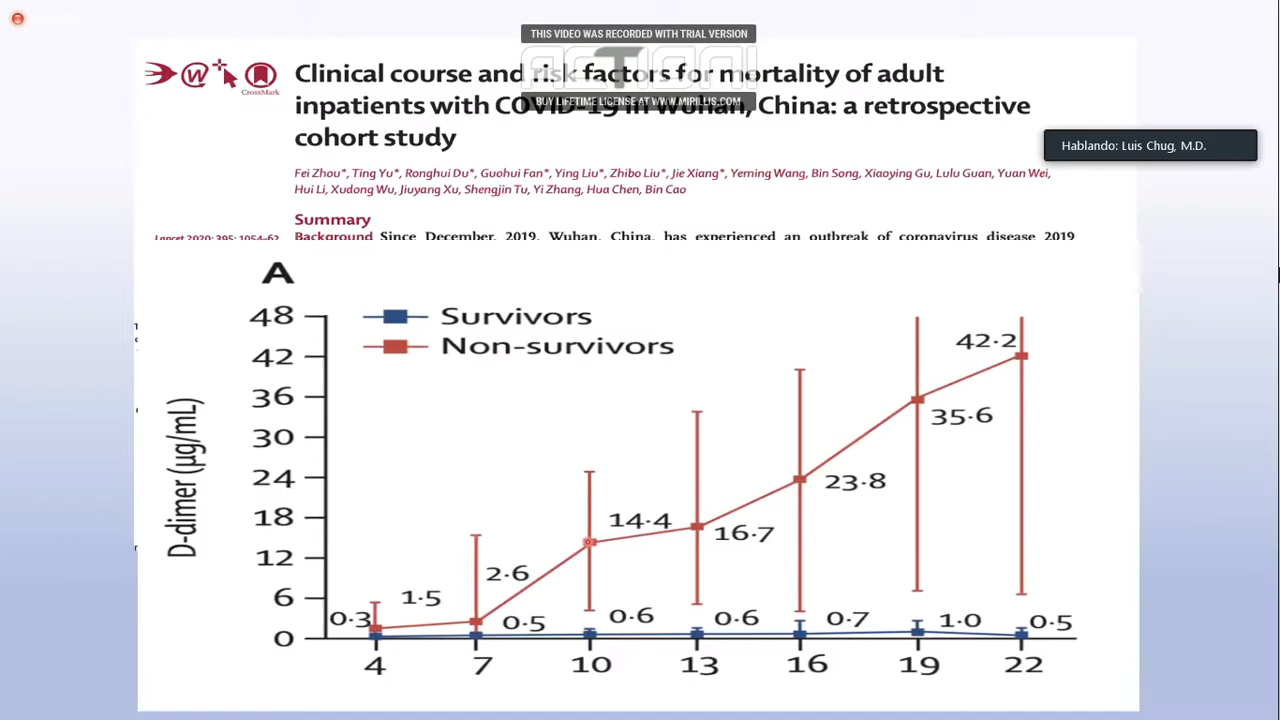 THIS VIDEO WAS RECORDED WITH TRIAL VERSION
ACTION!
BUY LIFETIME LICENSE AT WWW.MIRILLIS.COM
CrossMark
Clinical course and risk factors for mortality of adult
inpatients with COVID-19 in Wuhan, China: a retrospective
cohort study
Hablando: Luis Chug, M.D.
Fei Zhou*, Ting Yu*, Ronghui Du*, Guohui Fan*, Ying Liu*, Zhibo Liu*, Jie Xiang*, Yeming Wang, Bin Song, Xiaoying Gu, Lulu Guan, Yuan Wei,
Hui Li, Xudong Wu, Jiuyang Xu, Shengjin Tu, Yi Zhang, Hua Chen, Bin Cao
Summary
Lancet 2020; 395: 1054–62
Background Since December, 2019, Wuhan, China, has experienced an outbreak of coronavirus disease 2019
A
Survivors
Non-survivors
D-dimer (µg/mL)
48
42
36
30
24
18
12
6
0
0·3
1·5
2·6
14·4
16·7
23·8
35·6
42·2
0·5
0·6
0·6
0·7
1·0
0·5
4 7 10 13 16 19 22